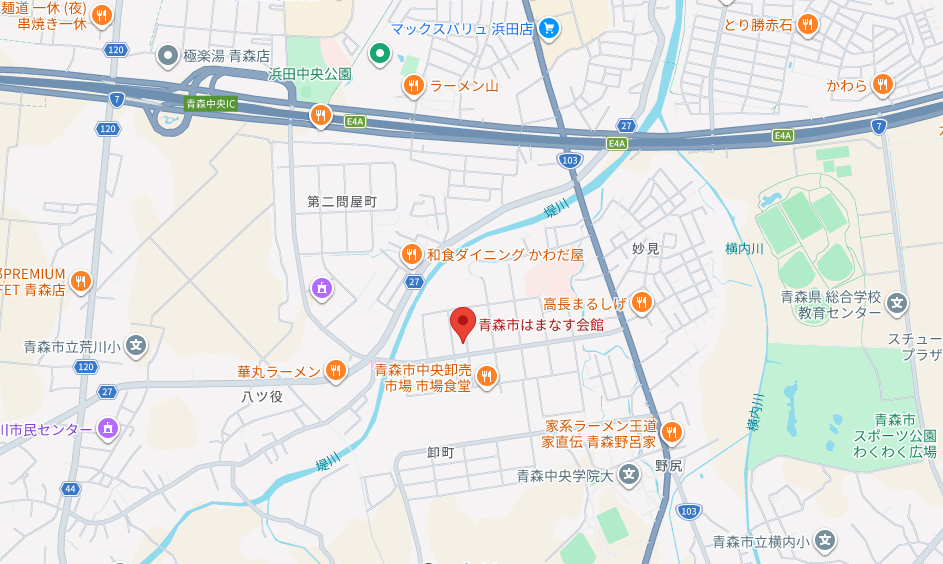 麺道 一休 (夜)
串焼き一休
マックスバリュ 浜田店
とり勝赤石
120
極楽湯 青森店
浜田中央公園
ラーメン山
かわら
7
青森中央IC
E4A
27
7
120
E4A
E4A
103
第二問屋町
堤川
妙見
横内川
和食ダイニング かわだ屋
PREMIUM
FET 青森店
27
高長まるしげ
青森県 総合学校
教育センター
青森市はまなす会館
青森市立荒川小
スチュー
プラザ
華丸ラーメン
青森市中央卸売
市場 市場食堂
120
27
八ツ役
横内川
川市民センター
家系ラーメン王道
家直伝 青森野呂家
青森市
スポーツ公園
わくわく広場
卸町
堤川
野尻
青森中央学院大
44
103
青森市立横内小